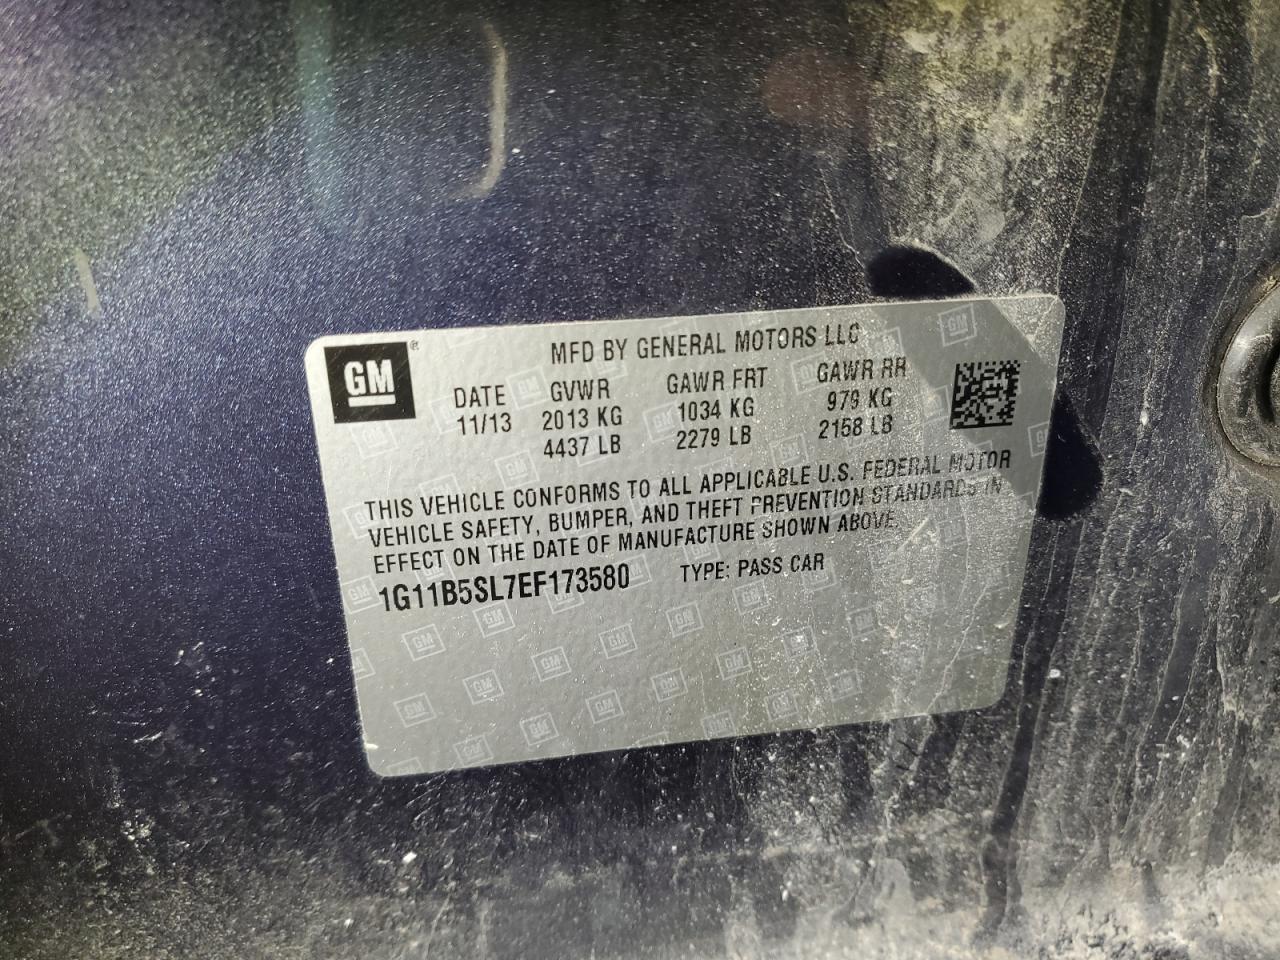 GM ®
MFD BY GENERAL MOTORS LLC
DATE GVWR GAWR FRT GAWR RR
11/13 2013 KG 1034 KG 979 KG
4437 LB 2279 LB 2158 LB
THIS VEHICLE CONFORMS TO ALL APPLICABLE U.S. FEDERAL MOTOR
VEHICLE SAFETY, BUMPER, AND THEFT PREVENTION STANDARDS IN
EFFECT ON THE DATE OF MANUFACTURE SHOWN ABOVE.
1G11B5SL7EF173580 TYPE: PASS CAR